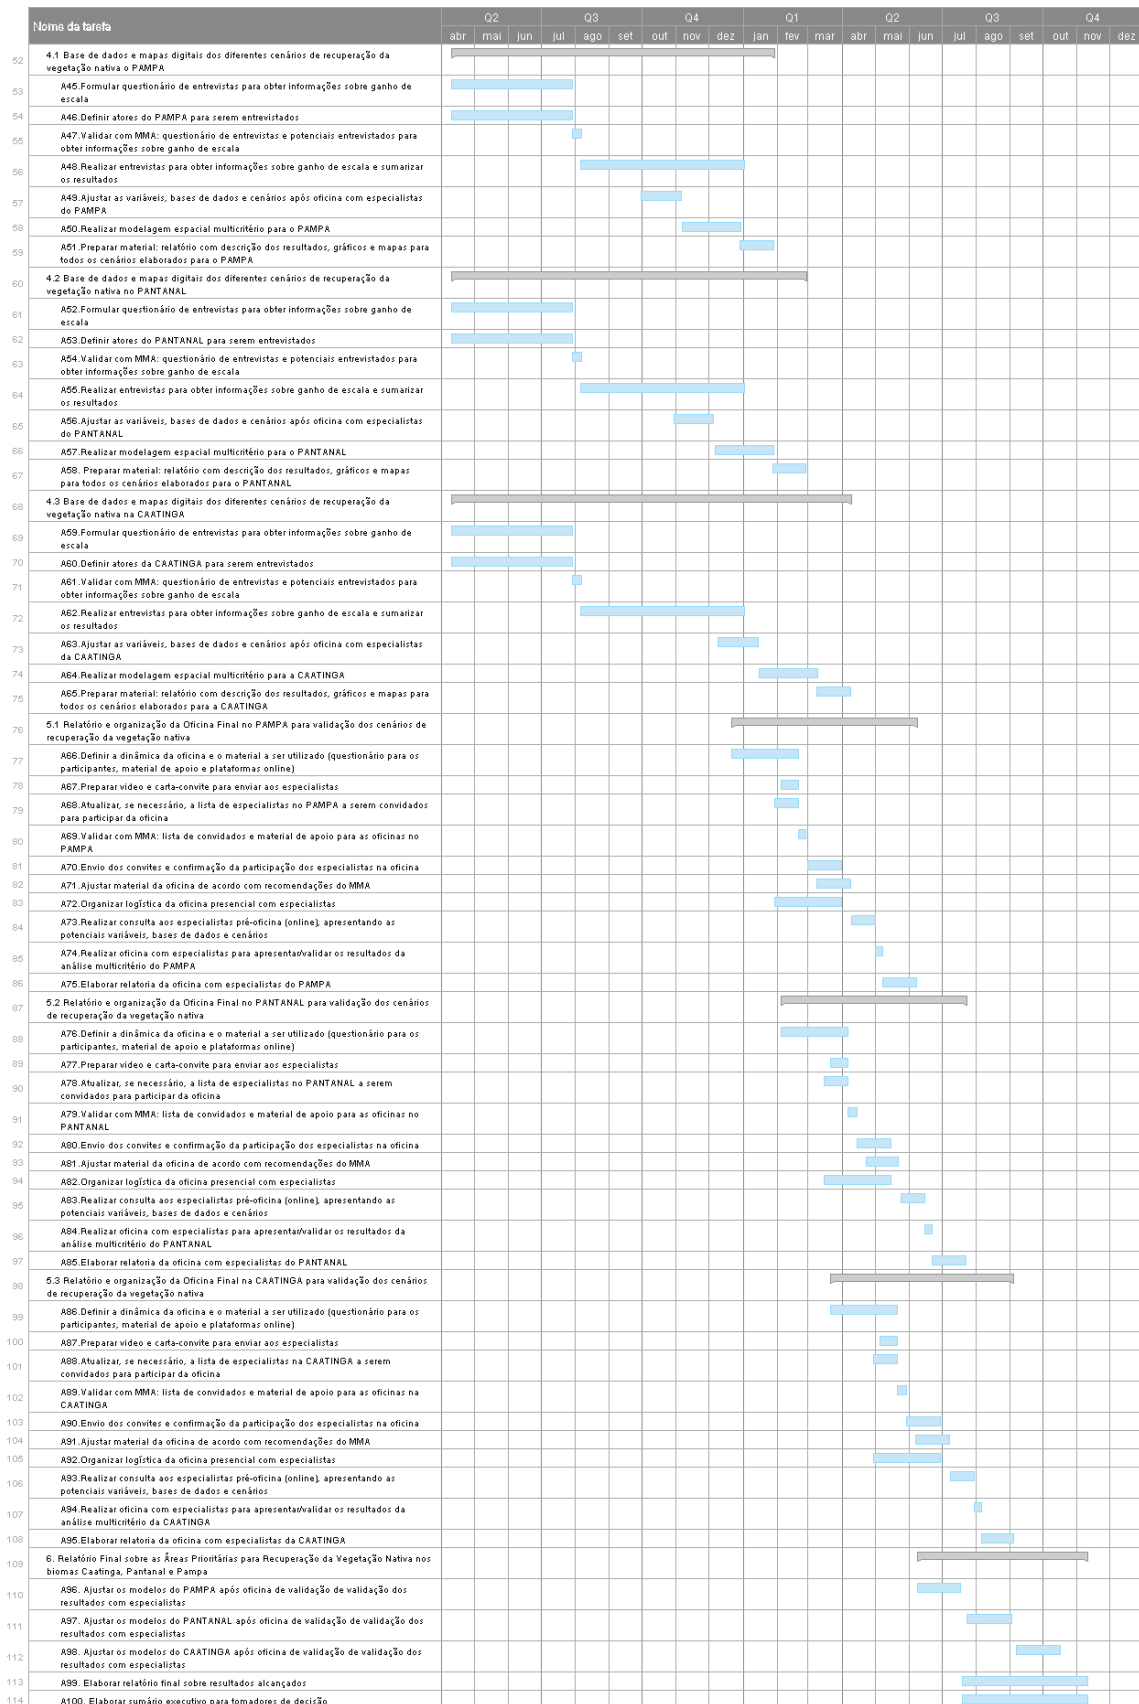 Nome da tarefa
Q2 Q3 Q4 Q1 Q2 Q3 Q4
abr mai jun jul ago set out nov dez jan fev mar abr mai jun jul ago set out nov dez
52 4.1 Base de dados e mapas digitais dos diferentes cenários de recuperação da
vegetação nativa o PAMPA
53 A45.Formular questionário de entrevistas para obter informações sobre ganho de
escala
54 A46.Definir atores do PAMPA para serem entrevistados
55 A47.Validar com MMA: questionário de entrevistas e potenciais entrevistados para
obter informações sobre ganho de escala
56 A48.Realizar entrevistas para obter informações sobre ganho de escala e sumarizar
os resultados
57 A49.Ajustar as variáveis, bases de dados e cenários após oficina com especialistas
do PAMPA
58 A50.Realizar modelagem espacial multicritério para o PAMPA
59 A51.Preparar material: relatório com descrição dos resultados, gráficos e mapas para
todos os cenários elaborados para o PAMPA
60 4.2 Base de dados e mapas digitais dos diferentes cenários de recuperação da
vegetação nativa no PANTANAL
61 A52.Formular questionário de entrevistas para obter informações sobre ganho de
escala
62 A53.Definir atores do PANTANAL para serem entrevistados
63 A54.Validar com MMA: questionário de entrevistas e potenciais entrevistados para
obter informações sobre ganho de escala
64 A55.Realizar entrevistas para obter informações sobre ganho de escala e sumarizar
os resultados
65 A56.Ajustar as variáveis, bases de dados e cenários após oficina com especialistas
do PANTANAL
66 A57.Realizar modelagem espacial multicritério para o PANTANAL
67 A58. Preparar material: relatório com descrição dos resultados, gráficos e mapas
para todos os cenários elaborados para o PANTANAL
68 4.3 Base de dados e mapas digitais dos diferentes cenários de recuperação da
vegetação nativa na CAATINGA
69 A59.Formular questionário de entrevistas para obter informações sobre ganho de
escala
70 A60.Definir atores da CAATINGA para serem entrevistados
71 A61.Validar com MMA: questionário de entrevistas e potenciais entrevistados para
obter informações sobre ganho de escala
72 A62.Realizar entrevistas para obter informações sobre ganho de escala e sumarizar
os resultados
73 A63.Ajustar as variáveis, bases de dados e cenários após oficina com especialistas
da CAATINGA
74 A64.Realizar modelagem espacial multicritério para a CAATINGA
75 A65.Preparar material: relatório com descrição dos resultados, gráficos e mapas para
todos os cenários elaborados para a CAATINGA
76 5.1 Relatório e organização da Oficina Final no PAMPA para validação dos cenários de
recuperação da vegetação nativa
77 A66.Definir a dinâmica da oficina e o material a ser utilizado (questionário para os
participantes, material de apoio e plataformas online)
78 A67.Preparar video e carta-convite para enviar aos especialistas
79 A68.Atualizar, se necessário, a lista de especialistas no PAMPA a serem convidados
para participar da oficina
80 A69.Validar com MMA: lista de convidados e material de apoio para as oficinas no
PAMPA
81 A70.Envio dos convites e confirmação da participação dos especialistas na oficina
82 A71.Ajustar material da oficina de acordo com recomendações do MMA
83 A72.Organizar logística da oficina presencial com especialistas
84 A73.Realizar consulta aos especialistas pré-oficina (online), apresentando as
potenciais variáveis, bases de dados e cenários
85 A74.Realizar oficina com especialistas para apresentar/validar os resultados da
análise multicritério do PAMPA
86 A75.Elaborar relatoria da oficina com especialistas do PAMPA
87 5.2 Relatório e organização da Oficina Final no PANTANAL para validação dos cenários
de recuperação da vegetação nativa
88 A76.Definir a dinâmica da oficina e o material a ser utilizado (questionário para os
participantes, material de apoio e plataformas online)
89 A77.Preparar video e carta-convite para enviar aos especialistas
90 A78.Atualizar, se necessário, a lista de especialistas no PANTANAL a serem
convidados para participar da oficina
91 A79.Validar com MMA: lista de convidados e material de apoio para as oficinas no
PANTANAL
92 A80.Envio dos convites e confirmação da participação dos especialistas na oficina
93 A81.Ajustar material da oficina de acordo com recomendações do MMA
94 A82.Organizar logística da oficina presencial com especialistas
95 A83.Realizar consulta aos especialistas pré-oficina (online), apresentando as
potenciais variáveis, bases de dados e cenários
96 A84.Realizar oficina com especialistas para apresentar/validar os resultados da
análise multicritério do PANTANAL
97 A85.Elaborar relatoria da oficina com especialistas do PANTANAL
98 5.3 Relatório e organização da Oficina Final na CAATINGA para validação dos cenários
de recuperação da vegetação nativa
99 A86.Definir a dinâmica da oficina e o material a ser utilizado (questionário para os
participantes, material de apoio e plataformas online)
100 A87.Preparar video e carta-convite para enviar aos especialistas
101 A88.Atualizar, se necessário, a lista de especialistas na CAATINGA a serem
convidados para participar da oficina
102 A89.Validar com MMA: lista de convidados e material de apoio para as oficinas na
CAATINGA
103 A90.Envio dos convites e confirmação da participação dos especialistas na oficina
104 A91.Ajustar material da oficina de acordo com recomendações do MMA
105 A92.Organizar logística da oficina presencial com especialistas
106 A93.Realizar consulta aos especialistas pré-oficina (online), apresentando as
potenciais variáveis, bases de dados e cenários
107 A94.Realizar oficina com especialistas para apresentar/validar os resultados da
análise multicritério da CAATINGA
108 A95.Elaborar relatoria da oficina com especialistas da CAATINGA
109 6. Relatório Final sobre as Áreas Prioritárias para Recuperação da Vegetação Nativa nos
biomas Caatinga, Pantanal e Pampa
110 A96. Ajustar os modelos do PAMPA após oficina de validação de validação dos
resultados com especialistas
111 A97. Ajustar os modelos do PANTANAL após oficina de validação de validação dos
resultados com especialistas
112 A98. Ajustar os modelos do CAATINGA após oficina de validação de validação dos
resultados com especialistas
113 A99. Elaborar relatório final sobre resultados alcançados
114 A100. Elaborar sumário executivo para tomadores de decisão